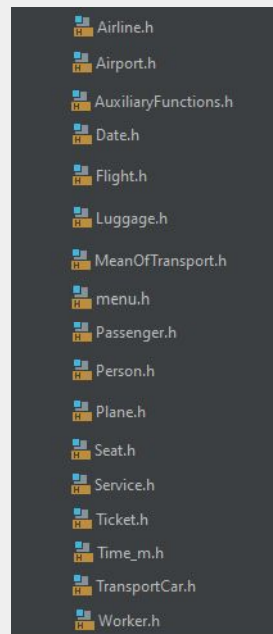 Airline.h
Airport.h
AuxiliaryFunctions.h
Date.h
Flight.h
Luggage.h
MeanOfTransport.h
menu.h
Passenger.h
Person.h
Plane.h
Seat.h
Service.h
Ticket.h
Time_m.h
TransportCar.h
Worker.h